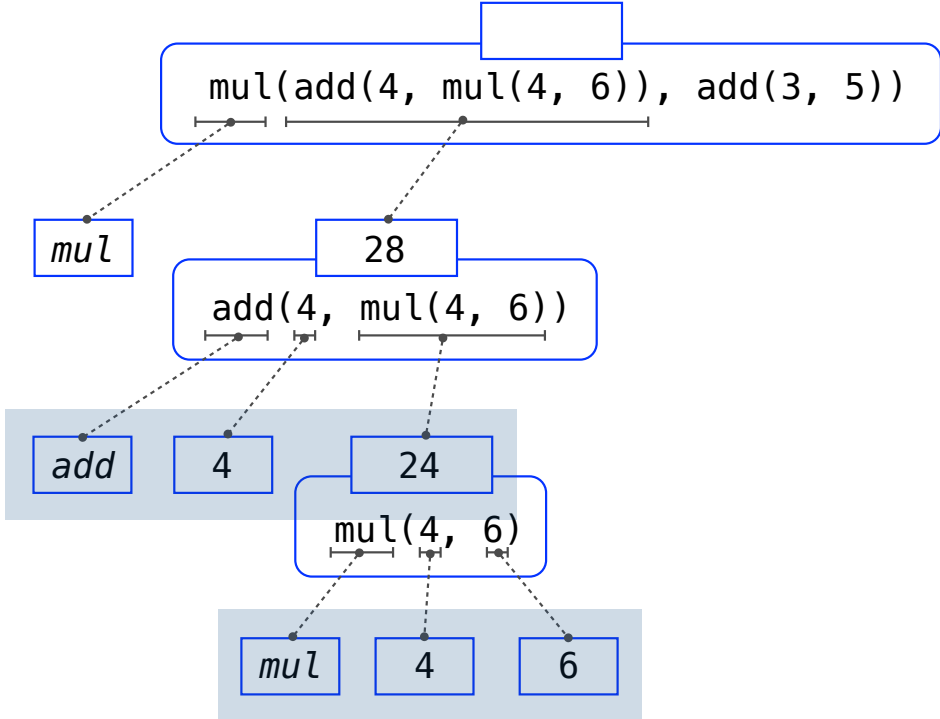 mul(add(4, mul(4, 6)), add(3, 5))
mul
28
add(4, mul(4, 6))
add
4
24
mul(4, 6)
mul
4
6